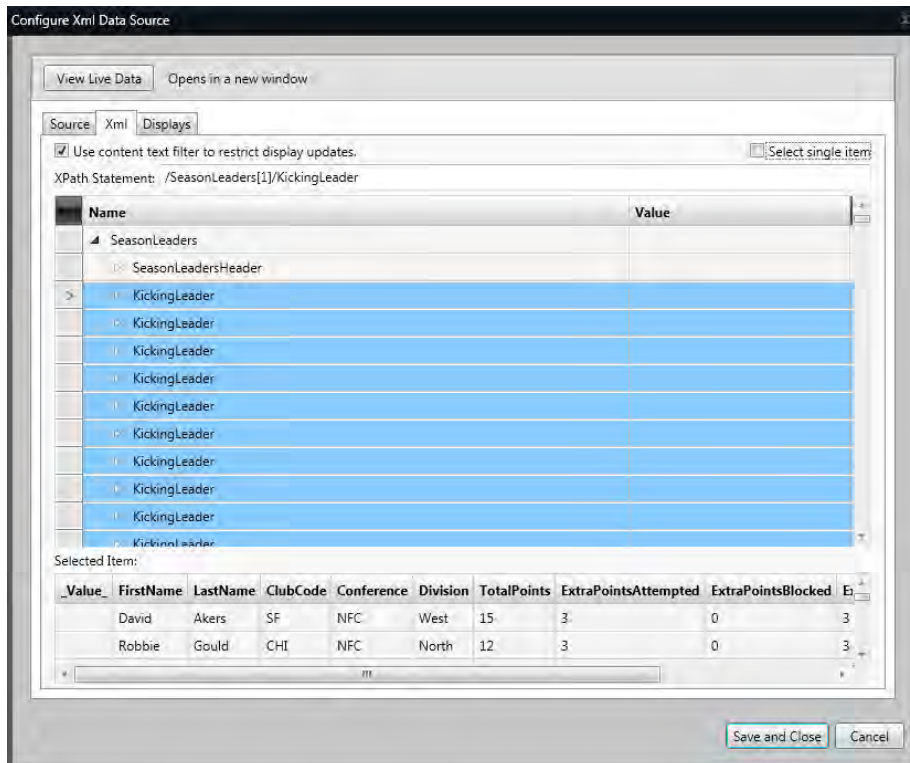 Configure Xml Data Source
View Live Data Opens in a new window
Source Xml Displays
Use content text filter to restrict display updates. Select single item
XPath Statement: /SeasonLeaders[1]/KickingLeader
Name Value
SeasonLeaders
SeasonLeadersHeader
KickingLeader
KickingLeader
KickingLeader
KickingLeader
KickingLeader
KickingLeader
KickingLeader
KickingLeader
KickingLeader
KickingLeader
Selected Item:
_Value_ FirstName LastName ClubCode Conference Division TotalPoints ExtraPointsAttempted ExtraPointsBlocked
David Akers SF NFC West 15 3 0 3
Robbie Gould CHI NFC North 12 3 0 3
Save and Close Cancel